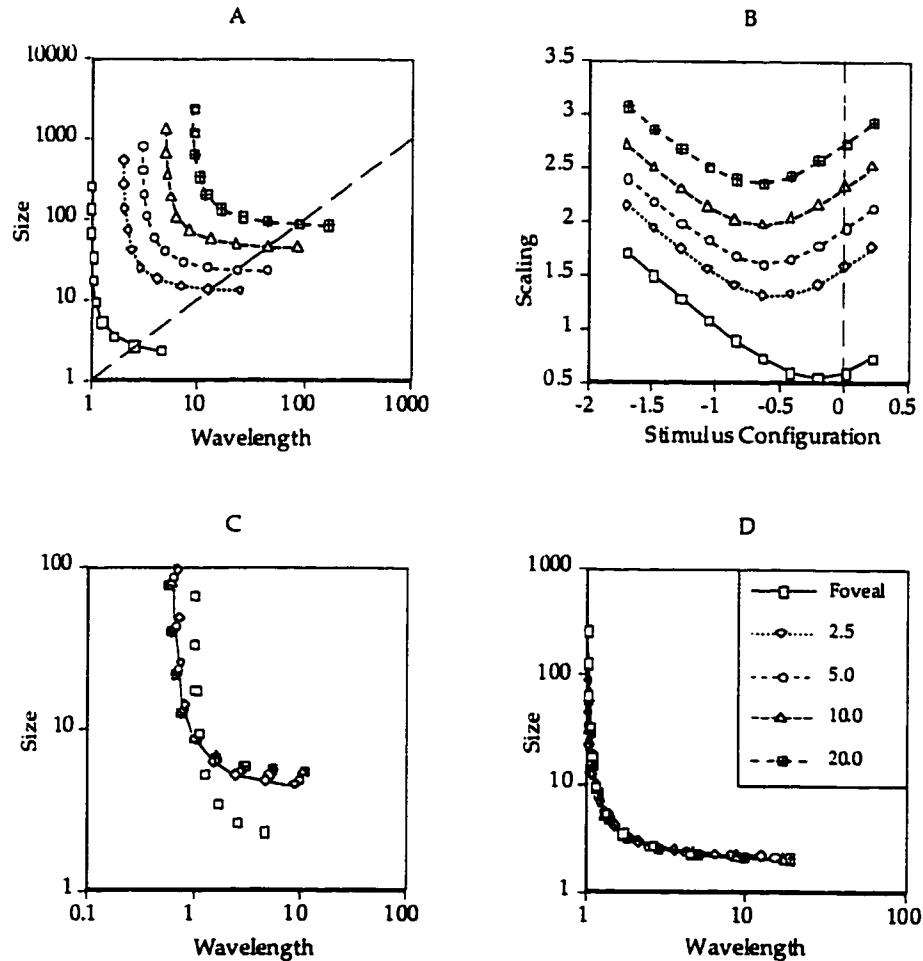 A
10000
1000
100
10
1
Size
1 10 100 1000
Wavelength
B
3.5
3
2.5
2
1.5
1
0.5
Scaling
-2 -1.5 -1 -0.5 0 0.5
Stimulus Configuration
C
100
10
1
Size
0.1 1 10 100
Wavelength
D
1000
100
10
1
Size
1 10 100
Wavelength
Foveal
2.5
5.0
10.0
20.0